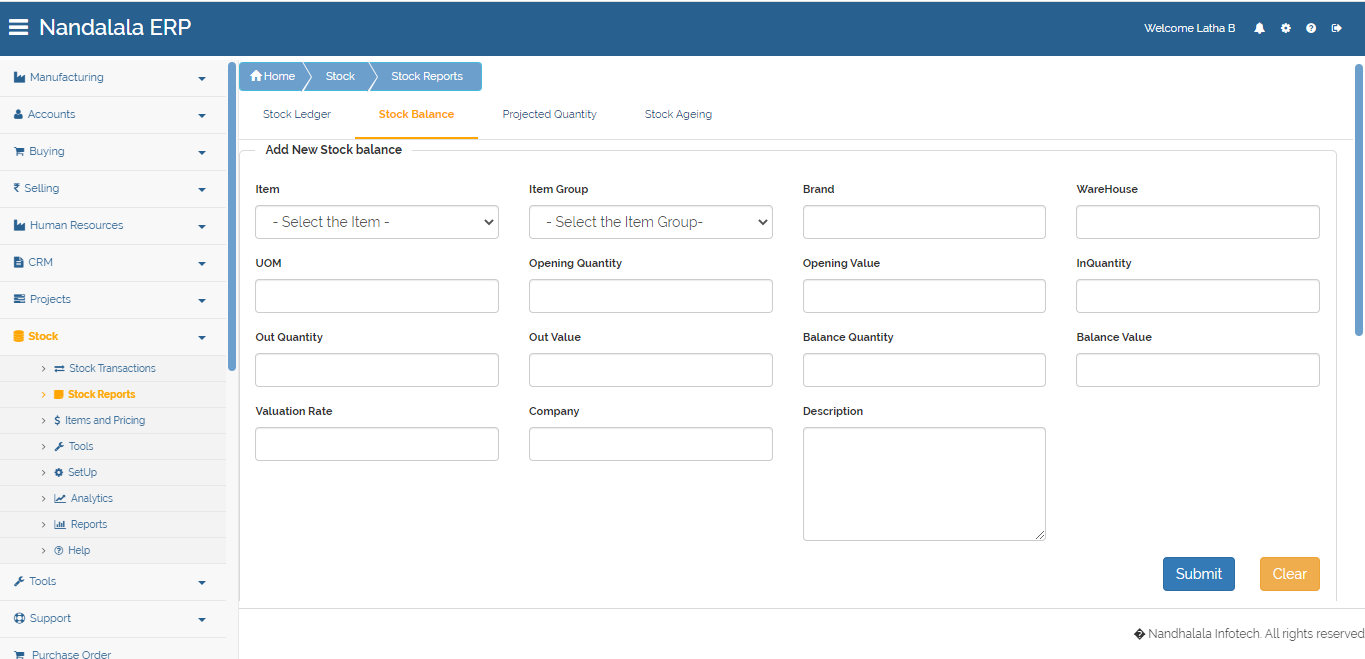 Nandalala ERP
Welcome Latha B
Manufacturing
Accounts
Buying
Selling
Human Resources
CRM
Projects
Stock
Stock Transactions
Stock Reports
Items and Pricing
Tools
SetUp
Analytics
Reports
Help
Tools
Support
Purchase Order
Home Stock Stock Reports
Stock Ledger Stock Balance Projected Quantity Stock Ageing
Add New Stock balance
Item Item Group Brand WareHouse
- Select the Item - - Select the Item Group-
UOM Opening Quantity Opening Value InQuantity
Out Quantity Out Value Balance Quantity Balance Value
Valuation Rate Company Description
Submit Clear
� Nandhalala Infotech. All rights reserved